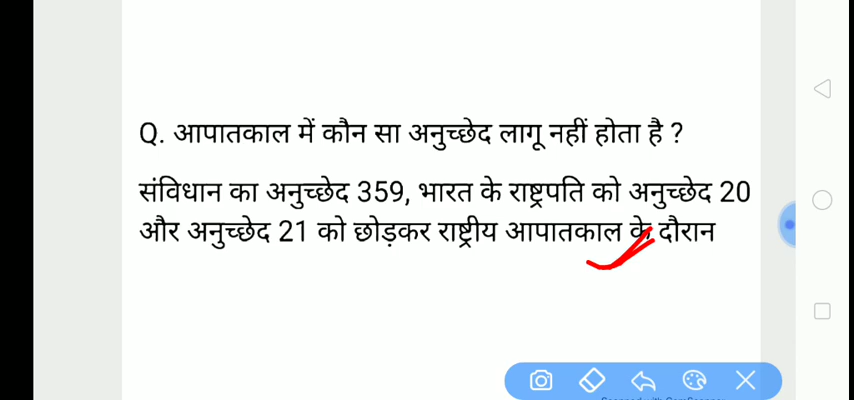 Q. आपातकाल में कौन सा अनुच्छेद लागू नहीं होता है ?
संविधान का अनुच्छेद 359, भारत के राष्ट्रपति को अनुच्छेद 20
और अनुच्छेद 21 को छोड़कर राष्ट्रीय आपातकाल के दौरान